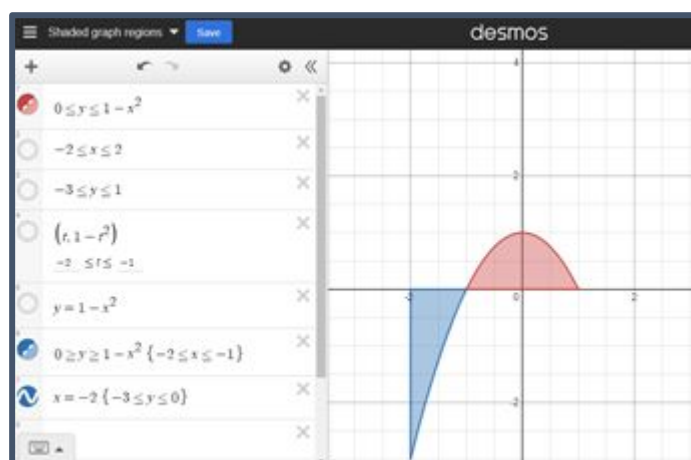 Shaded graph regions
Save
desmos
0 ≤ y ≤ 1 − x²
−2 ≤ x ≤ 2
−3 ≤ y ≤ 1
(t, 1 − t²)
−2 ≤ t ≤ −1
y = 1 − x²
0 ≥ y ≥ 1 − x² {−2 ≤ x ≤ −1}
x = −2 {−3 ≤ y ≤ 0}
4
2
-2
0
2
-2